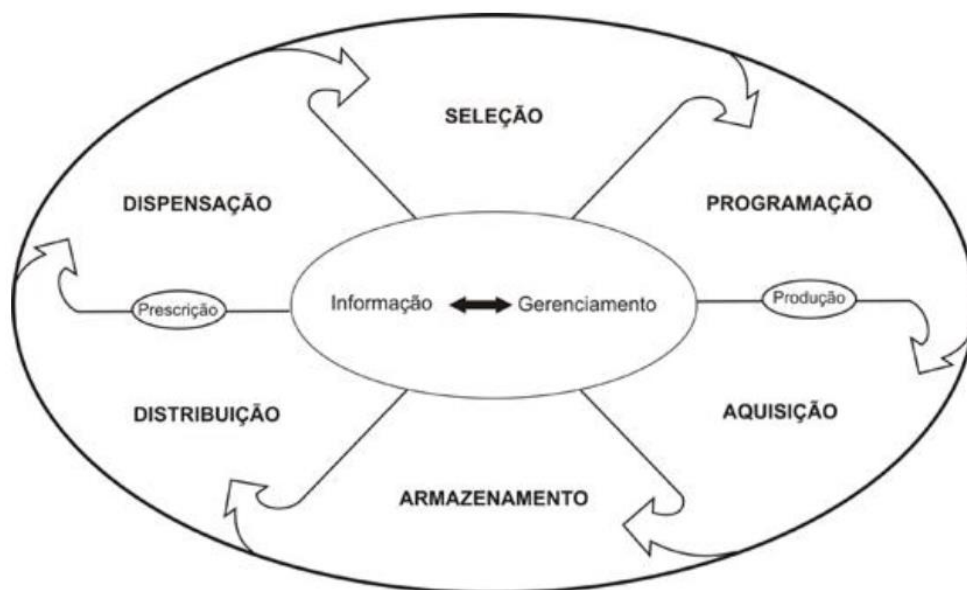 SELEÇÃO
DISPENSAÇÃO
PROGRAMAÇÃO
Prescrição
Informação
Gerenciamento
Produção
DISTRIBUIÇÃO
AQUISIÇÃO
ARMAZENAMENTO